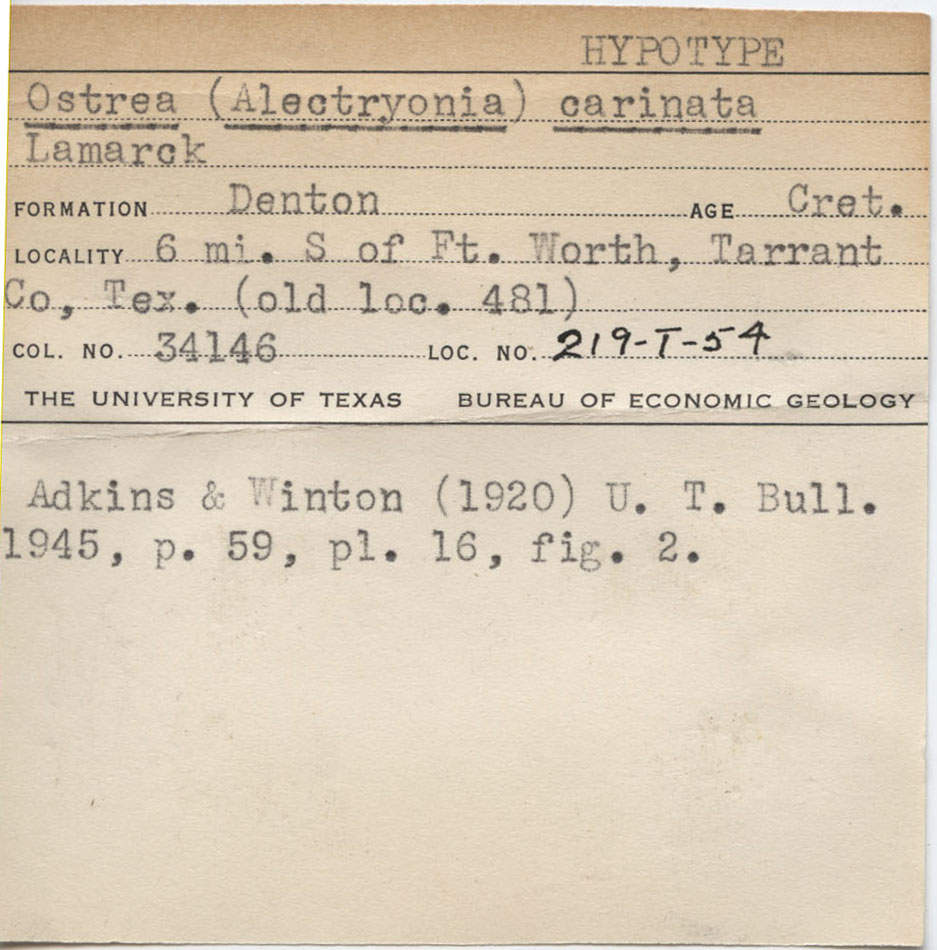 HYPOTYPE
Ostrea (Alectryonia) carinata
Lamarck
FORMATION Denton AGE Cret.
LOCALITY 6 mi. S of Ft. Worth, Tarrant
Co, Tex. (old loc. 481)
COL. NO. 34146 LOC. NO. 219-T-54
THE UNIVERSITY OF TEXAS BUREAU OF ECONOMIC GEOLOGY
Adkins & Winton (1920) U. T. Bull.
1945, p. 59, pl. 16, fig. 2.